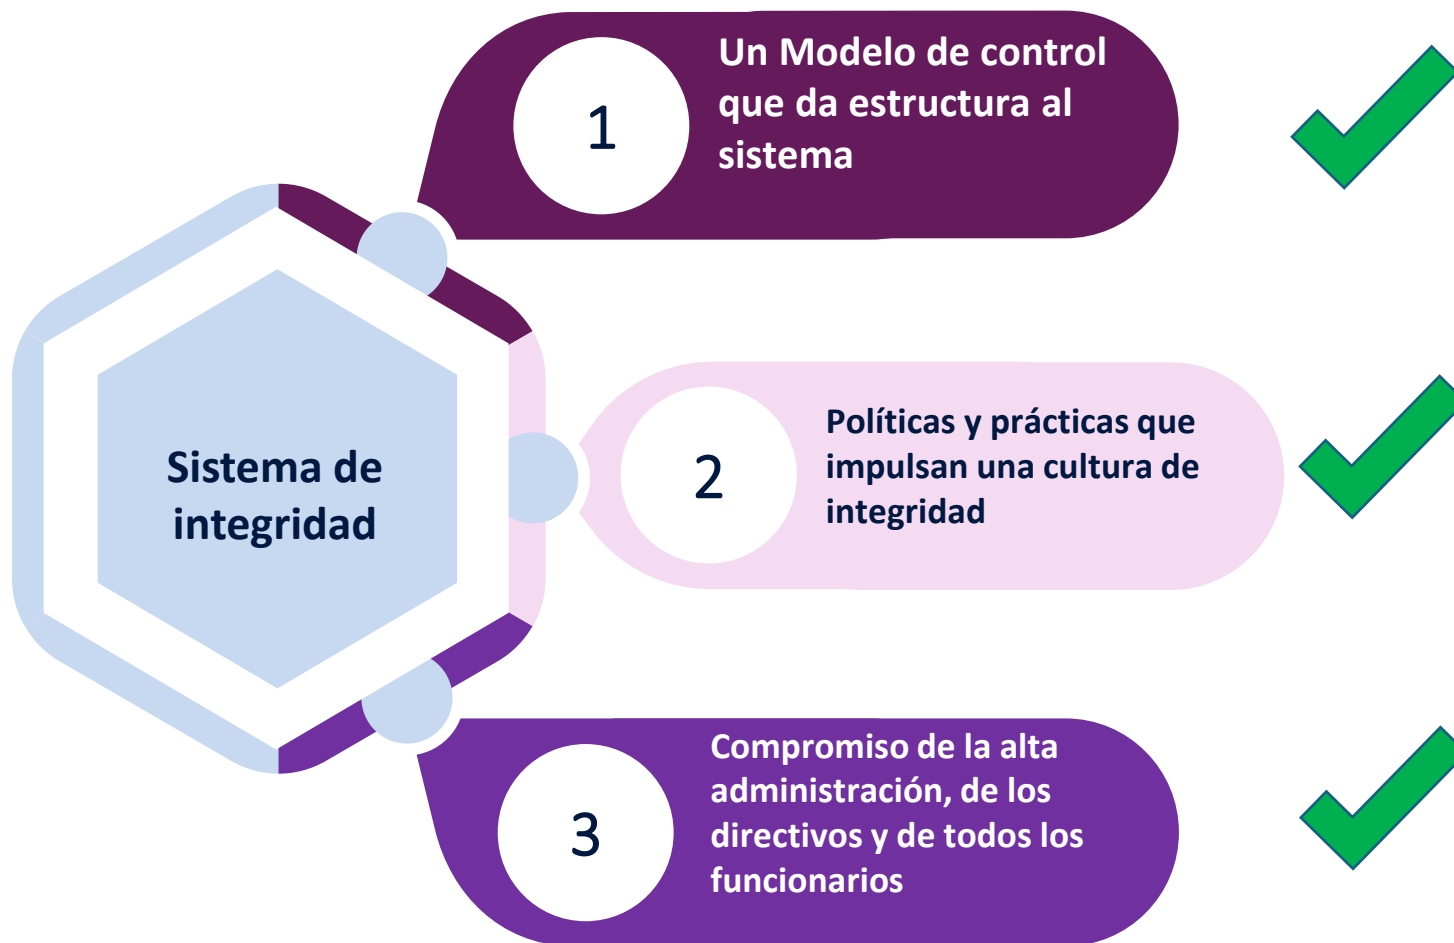 1
Un Modelo de control
que da estructura al
sistema
Sistema de
integridad
2
Políticas y prácticas que
impulsan una cultura de
integridad
3
Compromiso de la alta
administración, de los
directivos y de todos los
funcionarios